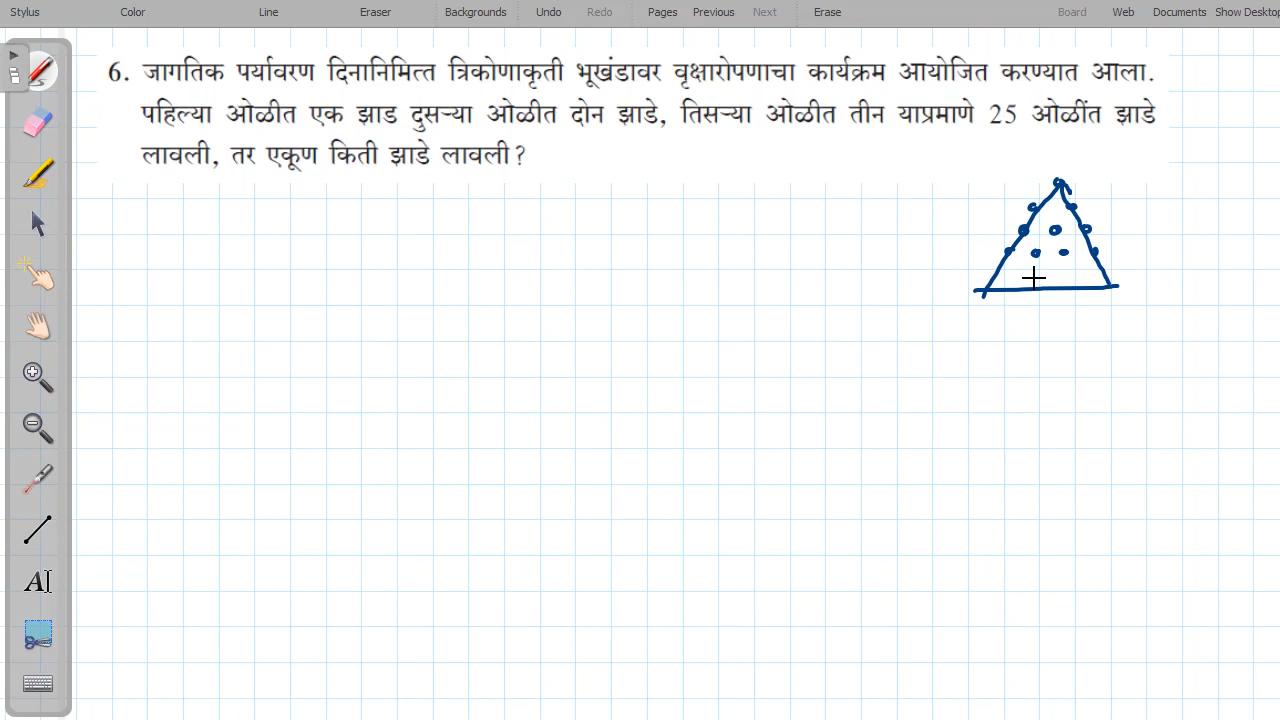 Stylus Color Line Eraser Backgrounds Undo Redo Pages Previous Next Erase Board Web Documents Show Desktop
6. जागतिक पर्यावरण दिनानिमित्त त्रिकोणाकृती भूखंडावर वृक्षारोपणाचा कार्यक्रम आयोजित करण्यात आला.
पहिल्या ओळीत एक झाड दुसऱ्या ओळीत दोन झाडे, तिसऱ्या ओळीत तीन याप्रमाणे 25 ओळींत झाडे
लावली, तर एकूण किती झाडे लावली?
A